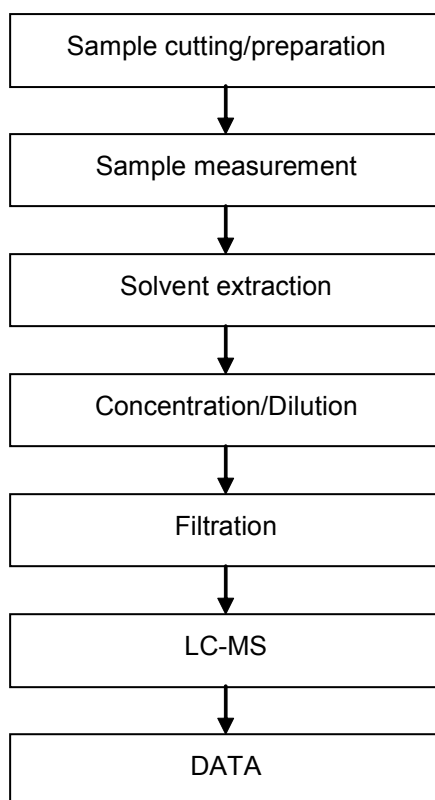 Sample cutting/preparation
Sample measurement
Solvent extraction
Concentration/Dilution
Filtration
LC-MS
DATA